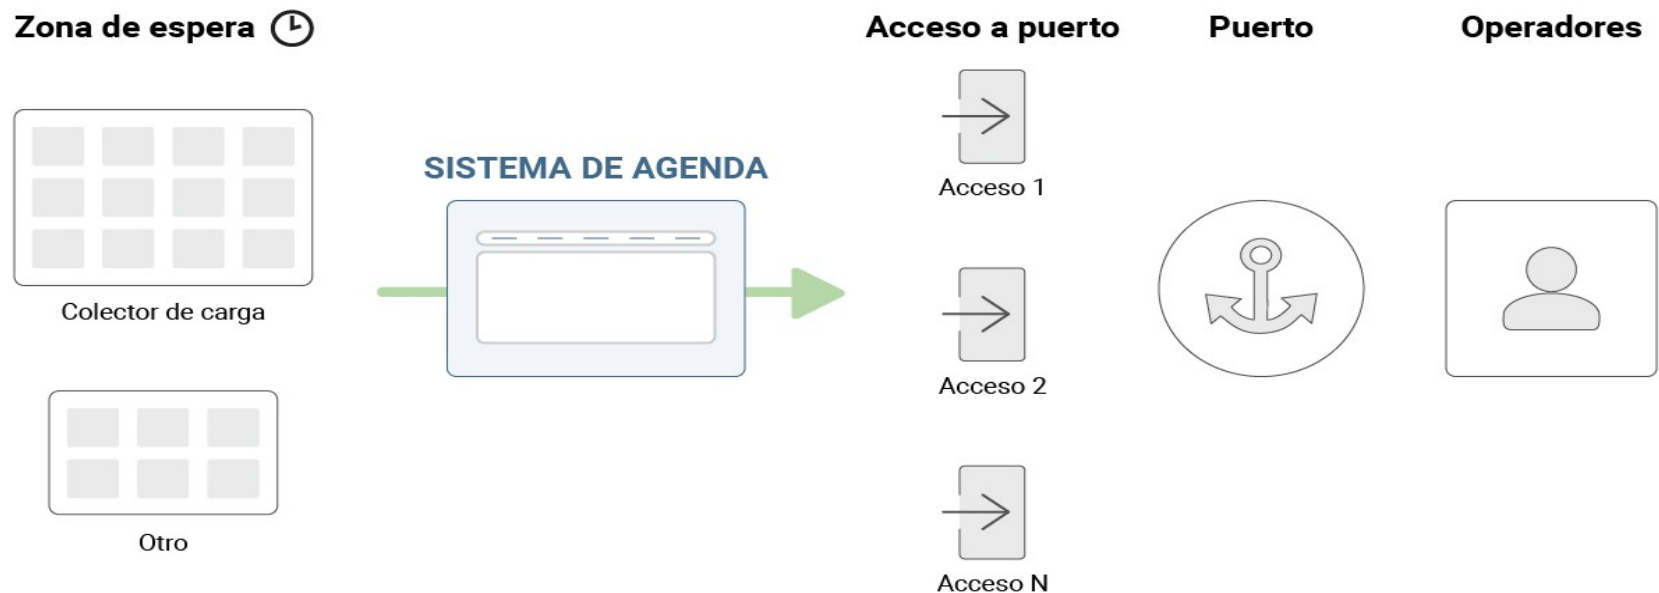 Zona de espera
Acceso a puerto
Puerto
Operadores
SISTEMA DE AGENDA
Acceso 1
Colector de carga
Acceso 2
Otro
Acceso N